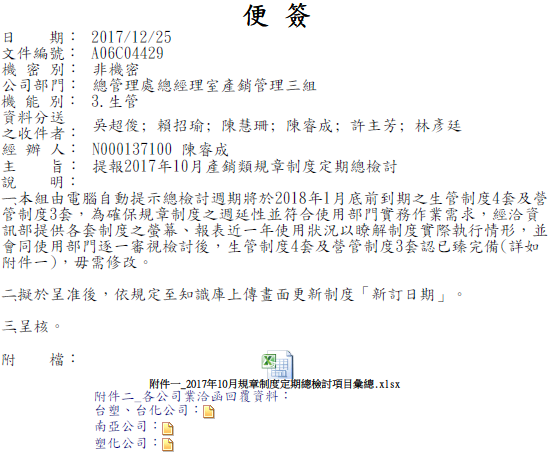 便 簽
日 期： 2017/12/25
文件編號： A06C04429
機 密 別： 非機密
公司部門： 總管理處總經理室產銷管理三組
機 能 別： 3.生管
資料分送
之收件者： 吳超俊; 賴招瑜; 陳慧珊; 陳睿成; 許主芳; 林彥廷
經 辦 人： N000137100 陳睿成
主 旨： 提報2017年10月產銷類規章制度定期總檢討
說 明：
一.本組由電腦自動提示總檢討週期將於2018年1月底前到期之生管制度4套及營
管制度3套，為確保規章制度之週延性並符合使用部門實務作業需求，經洽資
訊部提供各套制度之螢幕、報表近一年使用狀況以瞭解制度實際執行情形，並
會同使用部門逐一審視檢討後，生管制度4套及營管制度3套認已臻完備(詳如
附件一)，毋需修改。
二.擬於呈准後，依規定至知識庫上傳畫面更新制度「新訂日期」。
三.呈核。
附 檔：
附件一_2017年10月規章制度定期總檢討項目彙總.xlsx
附件二_各公司業洽函回覆資料：
台塑、台化公司：
南亞公司：
塑化公司：